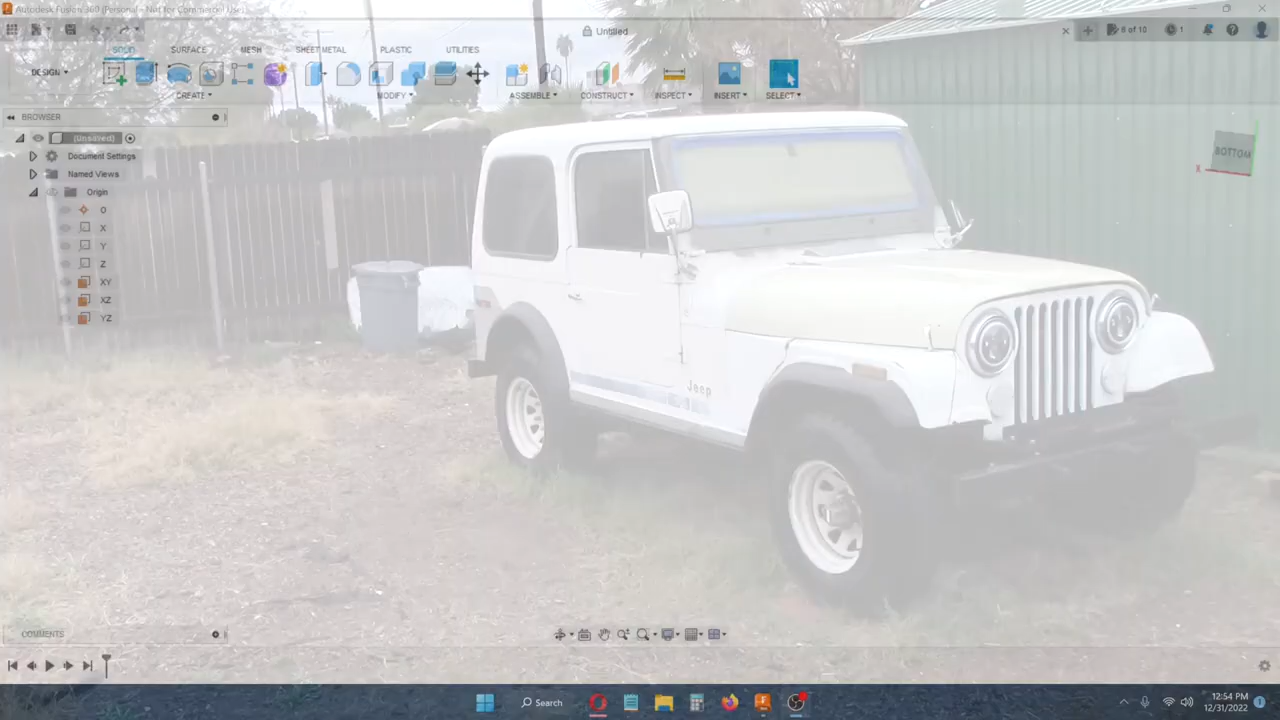 Autodesk Fusion 360 (Personal - Not for Commercial Use)
Untitled
8 of 10
1
SOLID SURFACE MESH SHEET METAL PLASTIC UTILITIES
DESIGN
CREATE MODIFY ASSEMBLE CONSTRUCT INSPECT INSERT SELECT
BROWSER
(Unsaved)
BOTTOM
X
Document Settings
Named Views
Origin
O
X
Y
Z
XY
XZ
YZ
Jeep
COMMENTS
Search
12:54 PM
12/31/2022
1